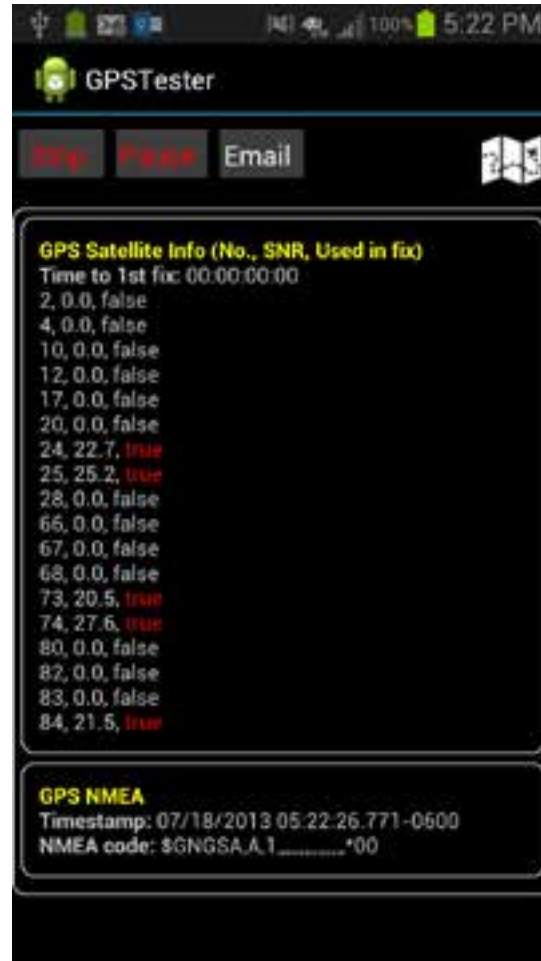 100% 5:22 PM
GPSTester
Stop Pause Email
GPS Satellite Info (No., SNR, Used in fix)
Time to 1st fix: 00:00:00:00
2, 0.0, false
4, 0.0, false
10, 0.0, false
12, 0.0, false
17, 0.0, false
20, 0.0, false
24, 22.7, true
25, 25.2, true
28, 0.0, false
66, 0.0, false
67, 0.0, false
68, 0.0, false
73, 20.5, true
74, 27.6, true
80, 0.0, false
82, 0.0, false
83, 0.0, false
84, 21.5, true
GPS NMEA
Timestamp: 07/18/2013 05:22:26.771-0600
NMEA code: $GNGSA,A,1,,,,,,,,,,,,,,,*00